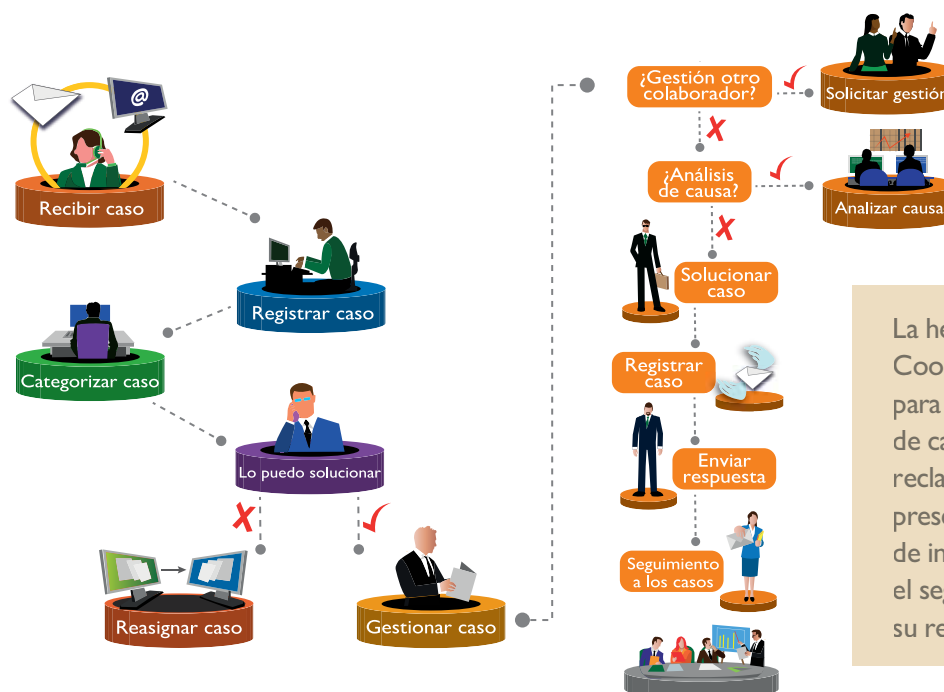 @
Recibir caso
Registrar caso
Categorizar caso
Lo puedo solucionar
Reasignar caso
Gestionar caso
¿Gestión otro
colaborador?
Solicitar gestión
¿Análisis
de causa?
Analizar causa
Solucionar
caso
Registrar
caso
Enviar
respuesta
Seguimiento
a los casos
La he
Coo
para
de ca
recla
prese
de in
el seg
su re